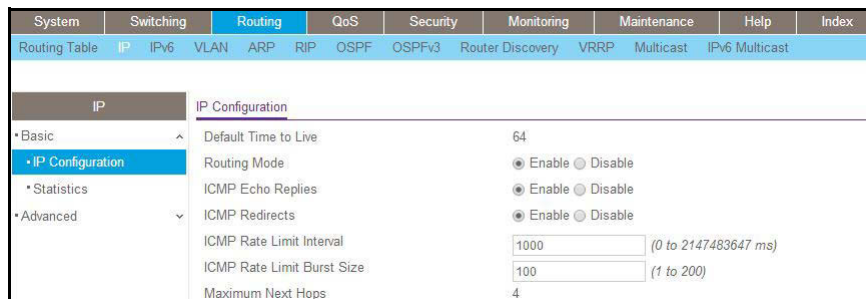 System Switching Routing QoS Security Monitoring Maintenance Help Index
Routing Table IP IPv6 VLAN ARP RIP OSPF OSPFv3 Router Discovery VRRP Multicast IPv6 Multicast
IP
Basic
IP Configuration
Statistics
Advanced
IP Configuration
Default Time to Live 64
Routing Mode Enable Disable
ICMP Echo Replies Enable Disable
ICMP Redirects Enable Disable
ICMP Rate Limit Interval 1000 (0 to 2147483647 ms)
ICMP Rate Limit Burst Size 100 (1 to 200)
Maximum Next Hops 4